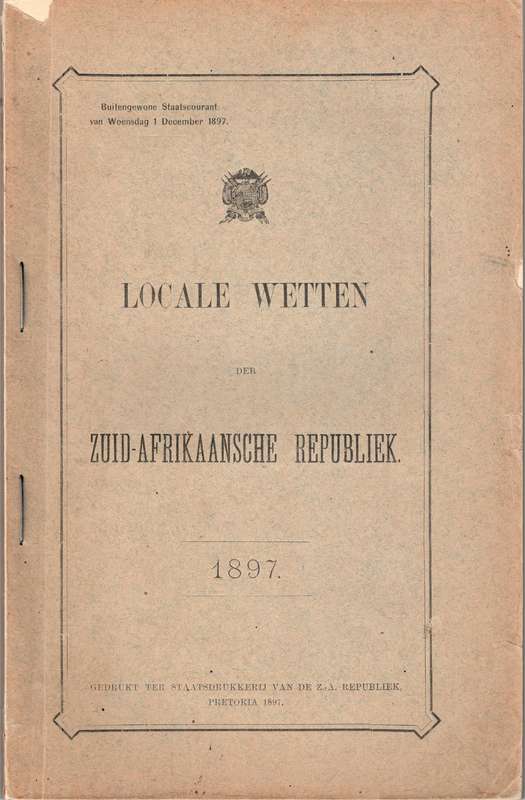 Buitengewone Staatscourant
van Woensdag 1 December 1897.
LOCALE WETTEN
DER
ZUID-AFRIKAANSCHE REPUBLIEK.
1897.
GEDRUKT TER STAATSDRUKKERIJ VAN DE Z.-A. REPUBLIEK,
PRETORIA 1897.